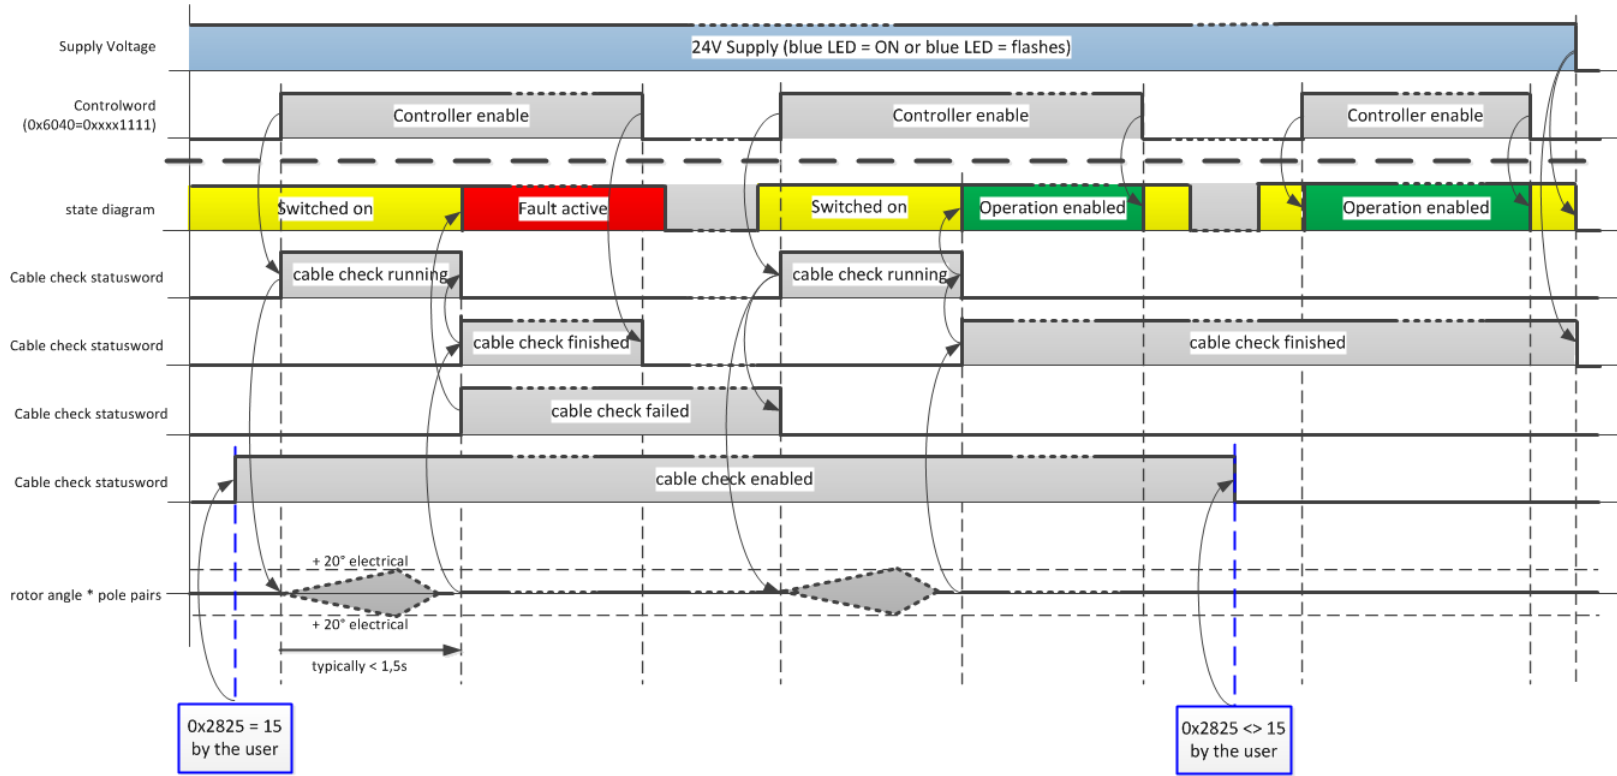 Supply Voltage
24V Supply (blue LED = ON or blue LED = flashes)
Controlword
(0x6040=0xxxx1111)
Controller enable
Controller enable
Controller enable
state diagram
Switched on
Fault active
Switched on
Operation enabled
Operation enabled
Cable check statusword
cable check running
cable check running
Cable check statusword
cable check finished
cable check finished
Cable check statusword
cable check failed
Cable check statusword
cable check enabled
+ 20° electrical
rotor angle * pole pairs
+ 20° electrical
typically < 1,5s
0x2825 = 15
by the user
0x2825 <> 15
by the user